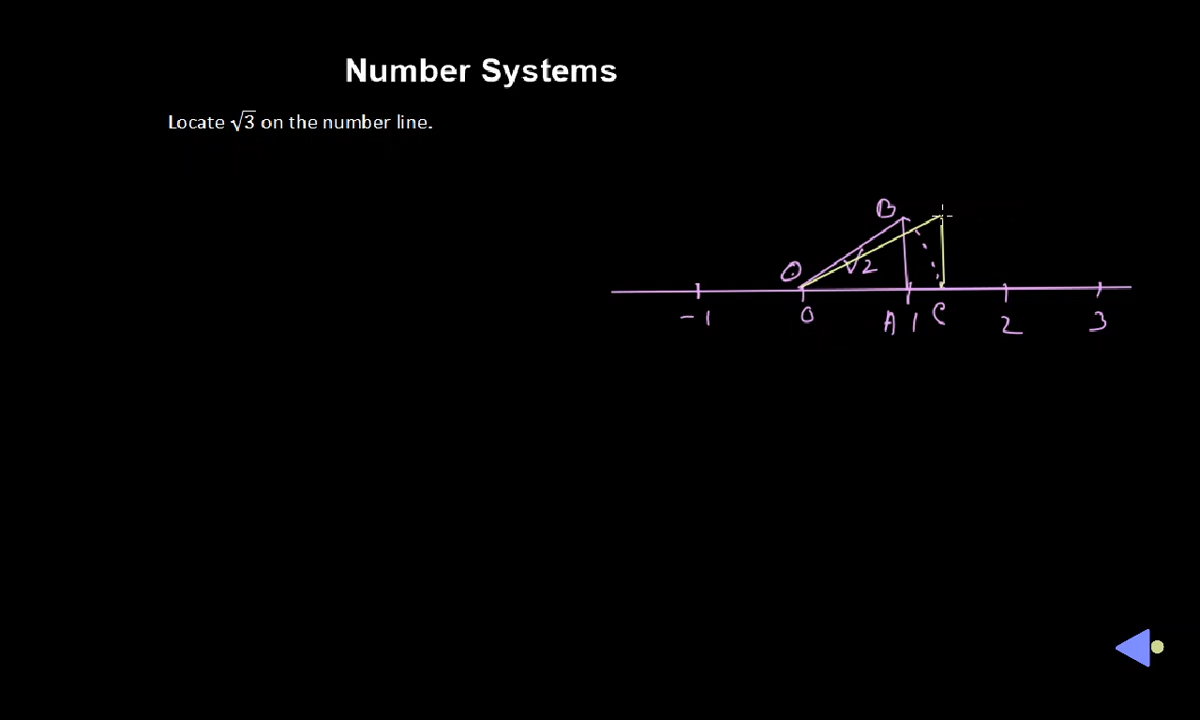 Number Systems
Locate √3 on the number line.
B
O √2
-1 0 A 1 C 2 3